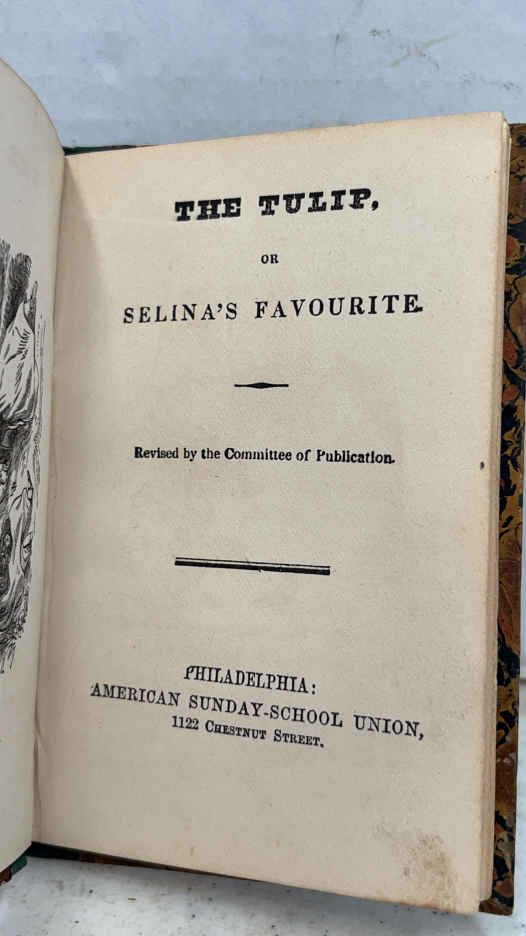 THE TULIP,
OR
SELINA'S FAVOURITE.
Revised by the Committee of Publication.
PHILADELPHIA:
AMERICAN SUNDAY-SCHOOL UNION,
1122 CHESTNUT STREET.